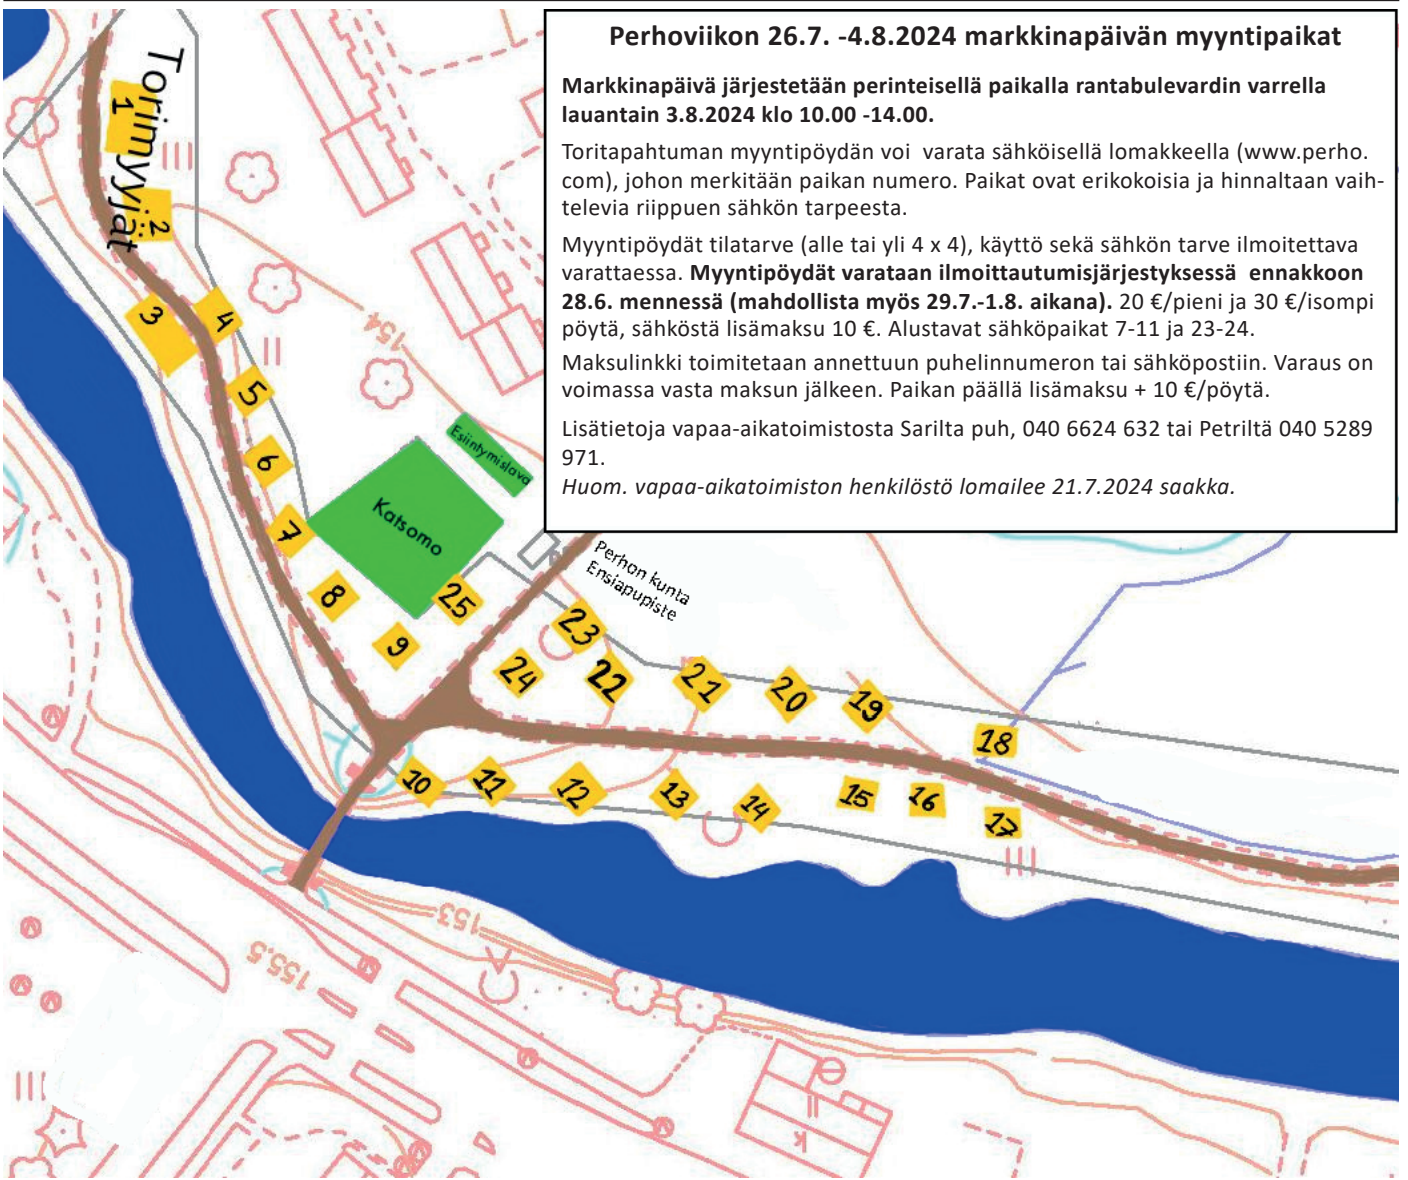 Perhoviikon 26.7. -4.8.2024 markkinapäivän myyntipaikat
Markkinapäivä järjestetään perinteisellä paikalla rantabulevardin varrella
lauantain 3.8.2024 klo 10.00 -14.00.
Toritapahtuman myyntipöydän voi varata sähköisellä lomakkeella (www.perho.
com), johon merkitään paikan numero. Paikat ovat erikokoisia ja hinnaltaan vaih-
televia riippuen sähkön tarpeesta.
Myyntipöydät tilatarve (alle tai yli 4 x 4), käyttö sekä sähkön tarve ilmoitettava
varattaessa. Myyntipöydät varataan ilmoittautumisjärjestyksessä ennakkoon
28.6. mennessä (mahdollista myös 29.7.-1.8. aikana). 20 €/pieni ja 30 €/isompi
pöytä, sähköstä lisämaksu 10 €. Alustavat sähköpaikat 7-11 ja 23-24.
Maksulinkki toimitetaan annettuun puhelinnumeron tai sähköpostiin. Varaus on
voimassa vasta maksun jälkeen. Paikan päällä lisämaksu + 10 €/pöytä.
Lisätietoja vapaa-aikatoimistosta Sarilta puh, 040 6624 632 tai Petriltä 040 5289
971.
Huom. vapaa-aikatoimiston henkilöstö lomailee 21.7.2024 saakka.
Torimyyjät
1
2
3
4
154
5
6
Esiintymislava
Katsomo
7
Perhon kunta
Ensiapupiste
8
25
9
23
24
22
21
20
19
18
10
11
12
13
14
15
16
17
153
155.5
K
II